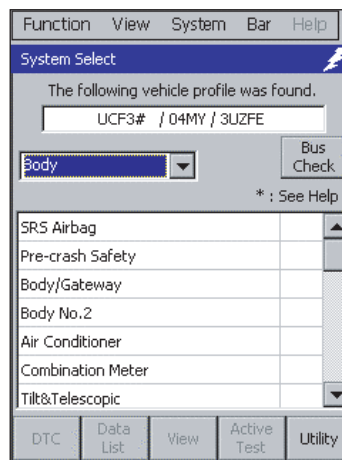 Function View System Bar Help
System Select
The following vehicle profile was found.
UCF3# / 04MY / 3UZFE
Body
Bus Check
* : See Help
SRS Airbag
Pre-crash Safety
Body/Gateway
Body No.2
Air Conditioner
Combination Meter
Tilt&Telescopic
DTC Data List View Active Test Utility